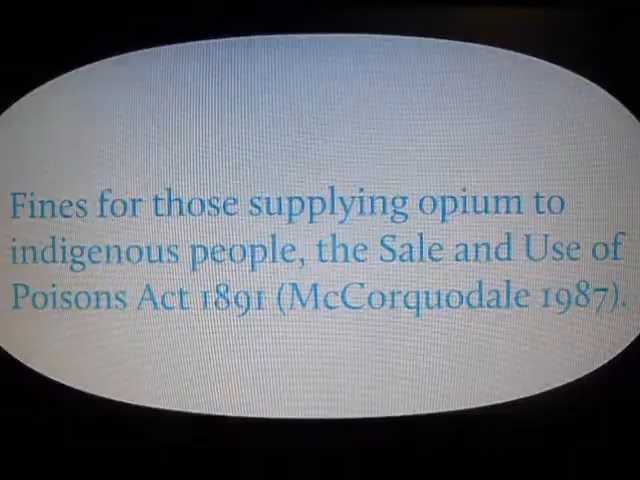 Fines for those supplying opium to
indigenous people, the Sale and Use of
Poisons Act 1891 (McCorquodale 1987).